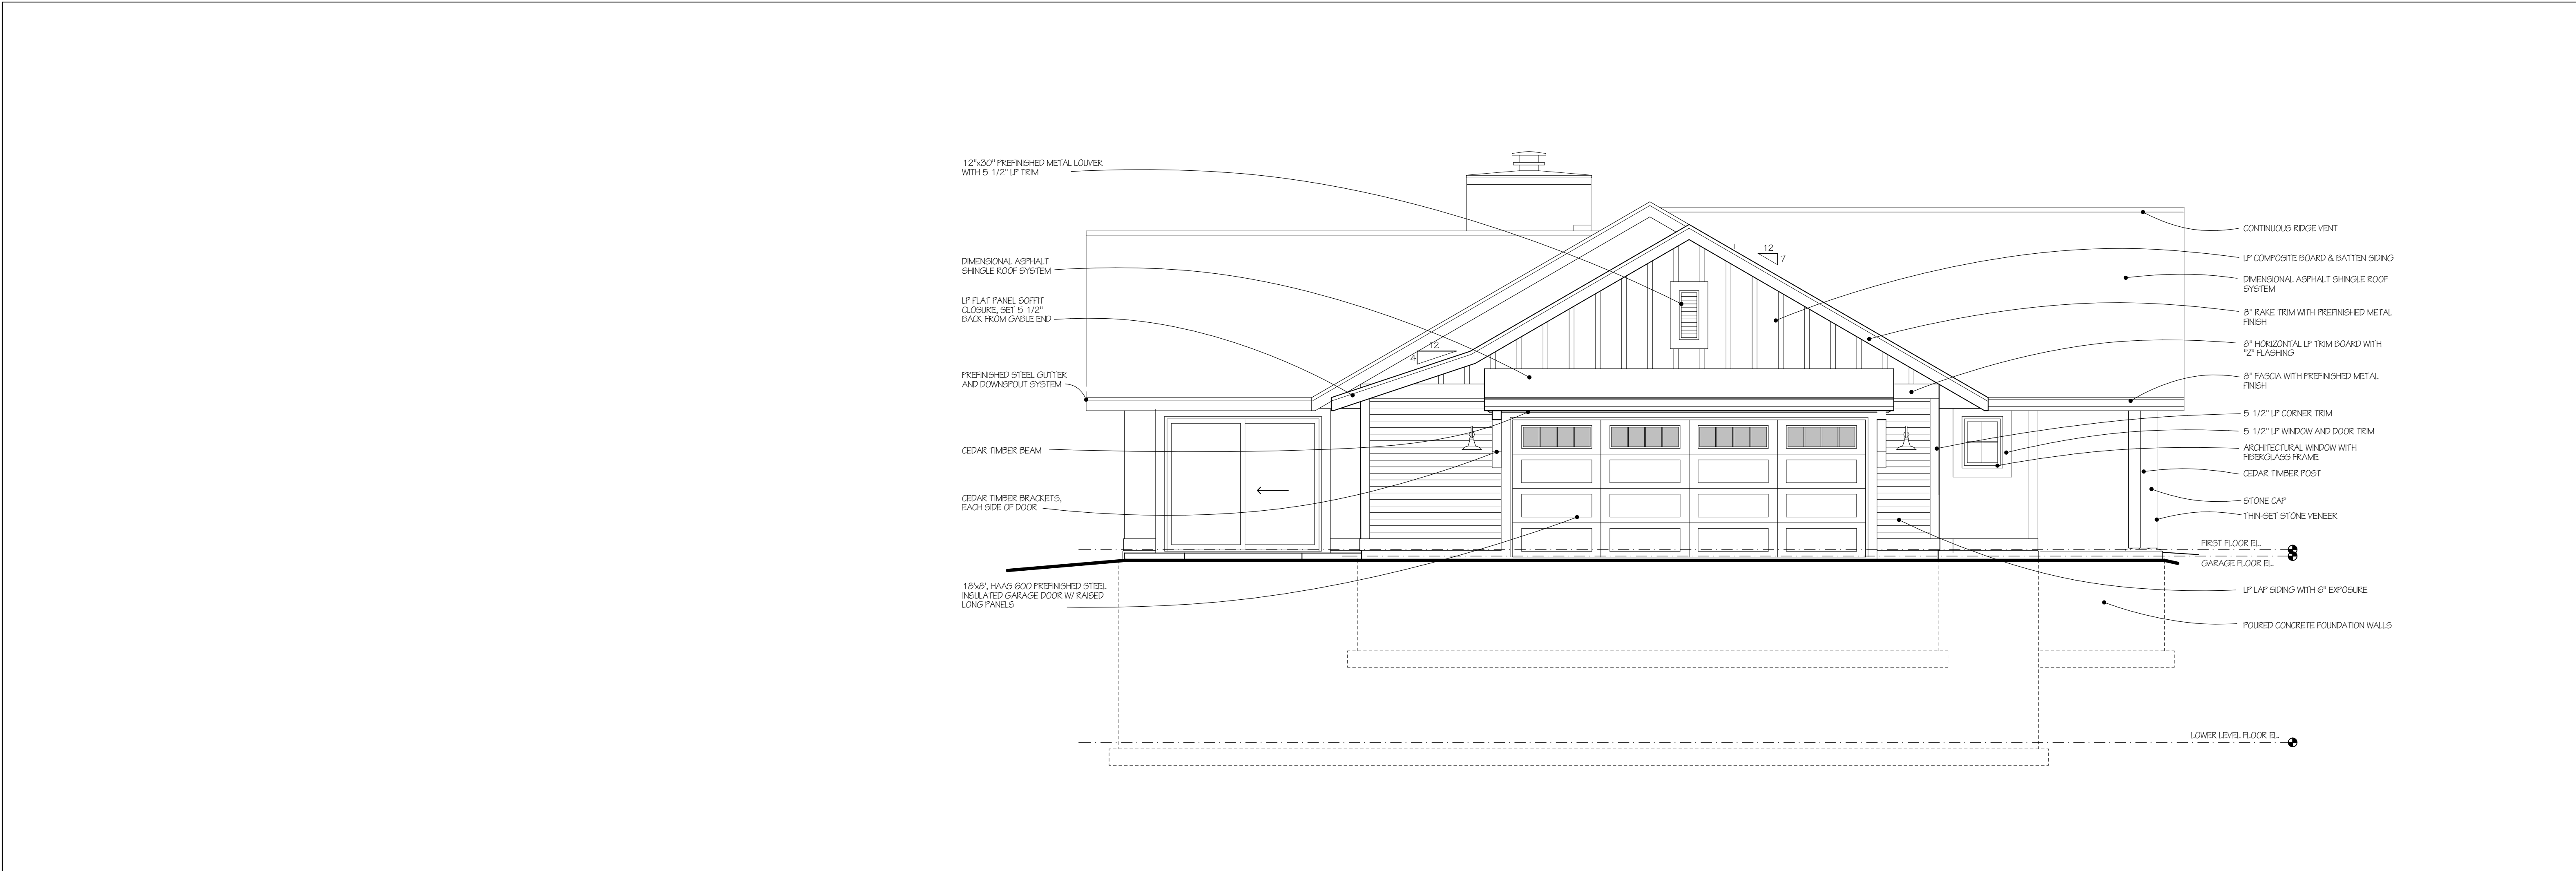 12"x30" PREFINISHED METAL LOUVER
WITH 5 1/2" LP TRIM
DIMENSIONAL ASPHALT
SHINGLE ROOF SYSTEM
LP FLAT PANEL SOFFIT
CLOSURE, SET 5 1/2"
BACK FROM GABLE END
PREFINISHED STEEL GUTTER
AND DOWNSPOUT SYSTEM
CEDAR TIMBER BEAM
CEDAR TIMBER BRACKETS,
EACH SIDE OF DOOR
18'x8', HAAS 600 PREFINISHED STEEL
INSULATED GARAGE DOOR W/ RAISED
LONG PANELS
12
7
12
4
CONTINUOUS RIDGE VENT
LP COMPOSITE BOARD & BATTEN SIDING
DIMENSIONAL ASPHALT SHINGLE ROOF
SYSTEM
8" RAKE TRIM WITH PREFINISHED METAL
FINISH
8" HORIZONTAL LP TRIM BOARD WITH
"Z" FLASHING
8" FASCIA WITH PREFINISHED METAL
FINISH
5 1/2" LP CORNER TRIM
5 1/2" LP WINDOW AND DOOR TRIM
ARCHITECTURAL WINDOW WITH
FIBERGLASS FRAME
CEDAR TIMBER POST
STONE CAP
THIN-SET STONE VENEER
FIRST FLOOR EL.
GARAGE FLOOR EL.
LP LAP SIDING WITH 6" EXPOSURE
POURED CONCRETE FOUNDATION WALLS
LOWER LEVEL FLOOR EL.